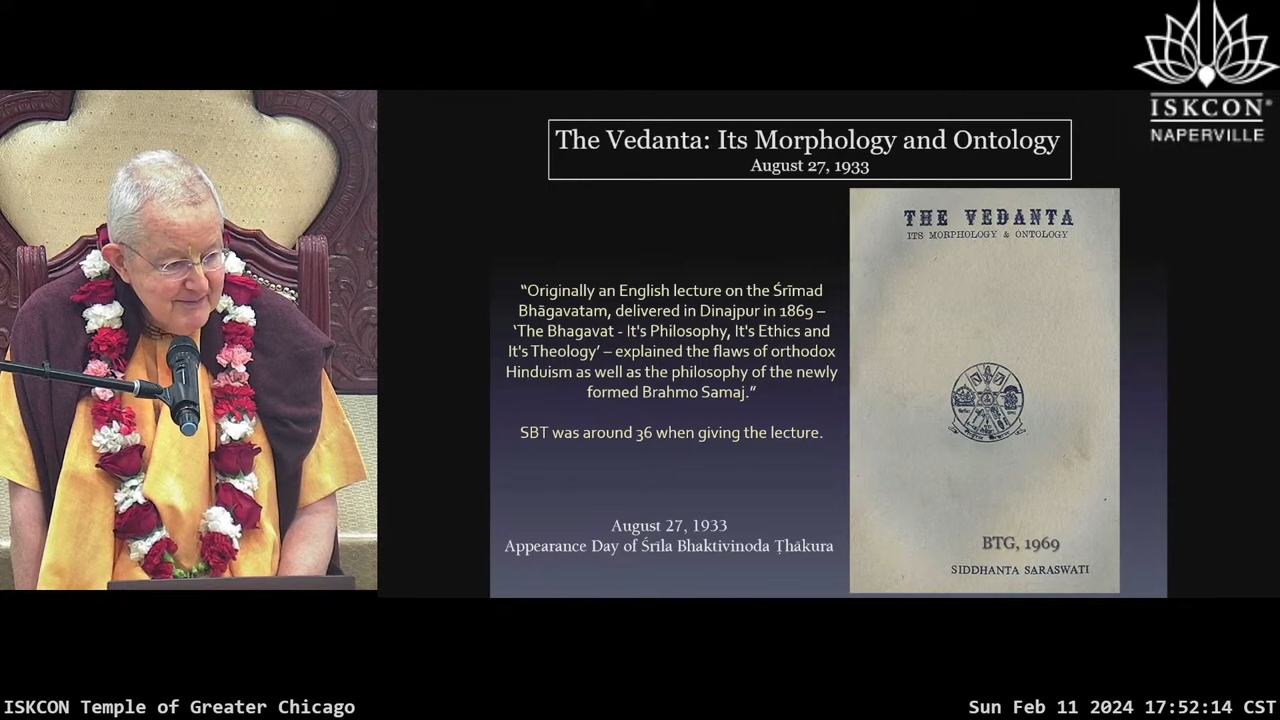 ISKCON®
NAPERVILLE
The Vedanta: Its Morphology and Ontology
August 27, 1933
“Originally an English lecture on the Śrīmad
Bhāgavatam, delivered in Dinajpur in 1869 –
‘The Bhagavat - It's Philosophy, It's Ethics and
It's Theology’ – explained the flaws of orthodox
Hinduism as well as the philosophy of the newly
formed Brahmo Samaj.”
SBT was around 36 when giving the lecture.
August 27, 1933
Appearance Day of Śrīla Bhaktivinoda Ṭhākura
THE VEDANTA
ITS MORPHOLOGY & ONTOLOGY
BTG, 1969
SIDDHANTA SARASWATI
ISKCON Temple of Greater Chicago
Sun Feb 11 2024 17:52:14 CST